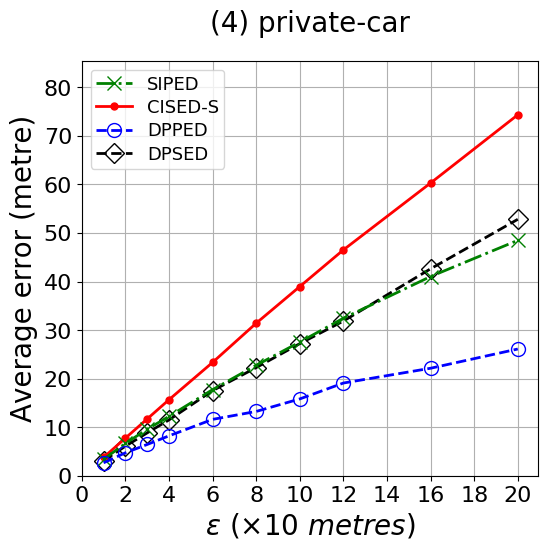 (4) private-car
SIPED
CISED-S
DPPED
DPSED
Average error (metre)
80
70
60
50
40
30
20
10
0
0 2 4 6 8 10 12 14 16 18 20
ε (×10 metres)